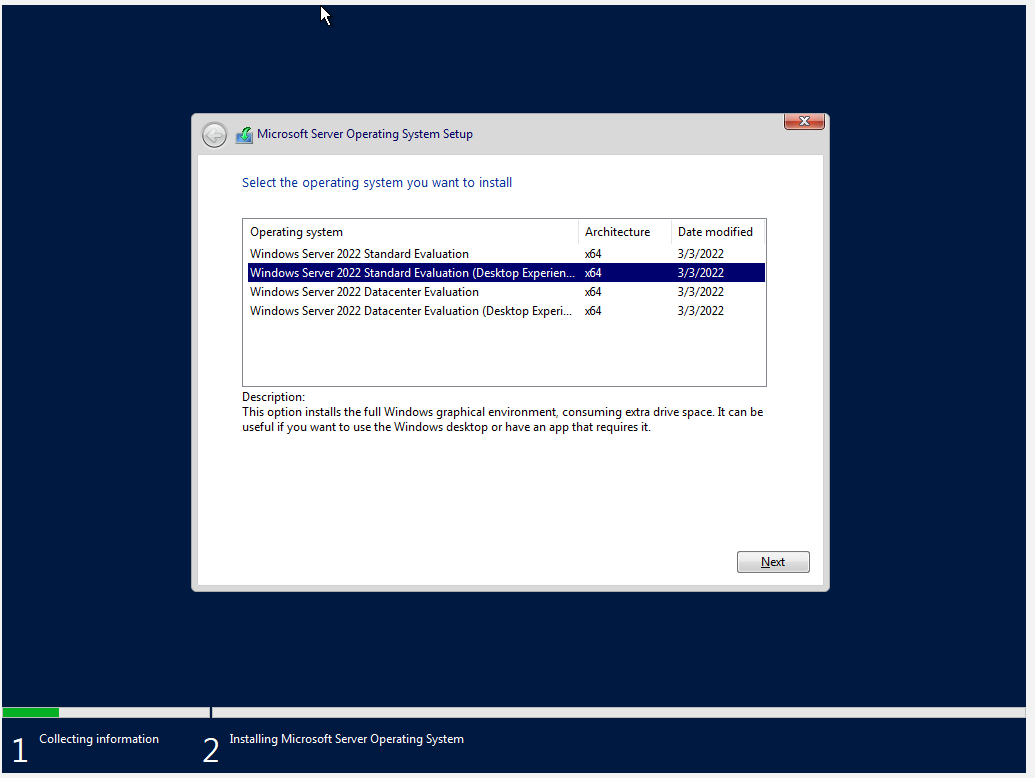 Microsoft Server Operating System Setup
Select the operating system you want to install
Operating system Architecture Date modified
Windows Server 2022 Standard Evaluation x64 3/3/2022
Windows Server 2022 Standard Evaluation (Desktop Experien... x64 3/3/2022
Windows Server 2022 Datacenter Evaluation x64 3/3/2022
Windows Server 2022 Datacenter Evaluation (Desktop Experi... x64 3/3/2022
Description:
This option installs the full Windows graphical environment, consuming extra drive space. It can be
useful if you want to use the Windows desktop or have an app that requires it.
Next
1 Collecting information 2 Installing Microsoft Server Operating System